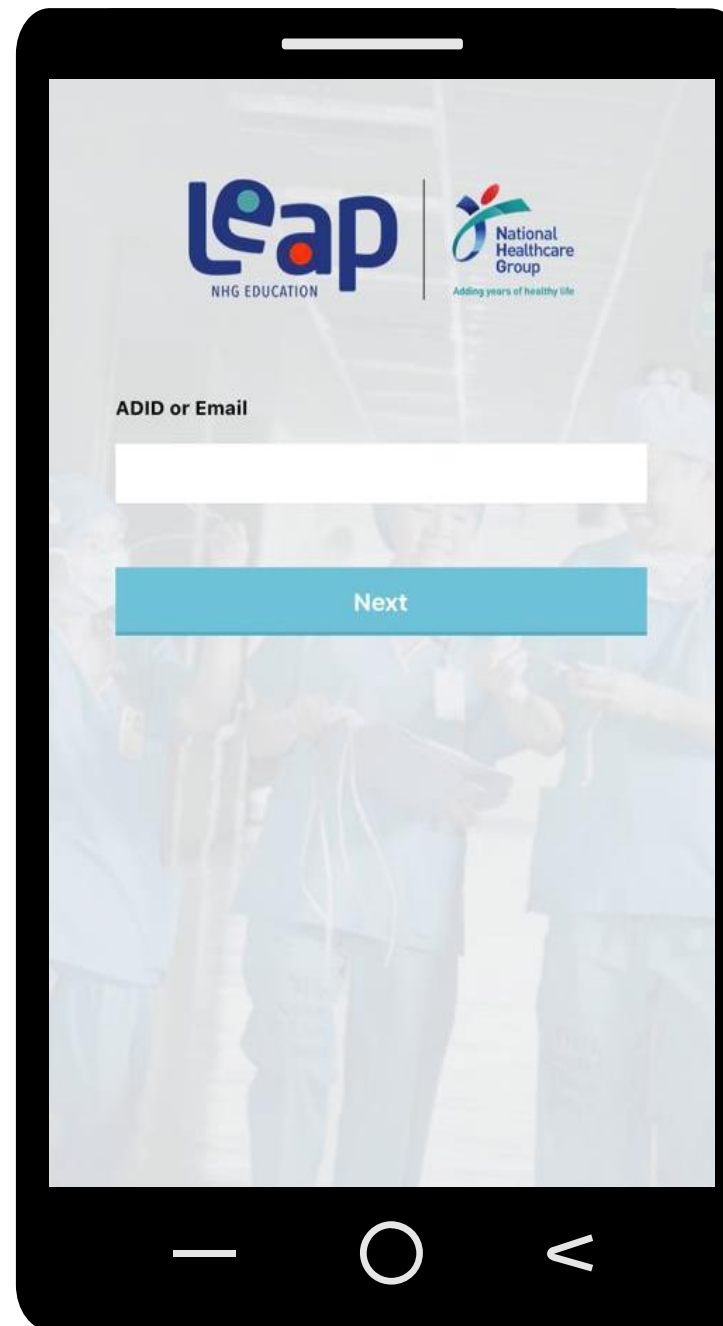 Leap
NHG EDUCATION
National
Healthcare
Group
Adding years of healthy life
ADID or Email
Next